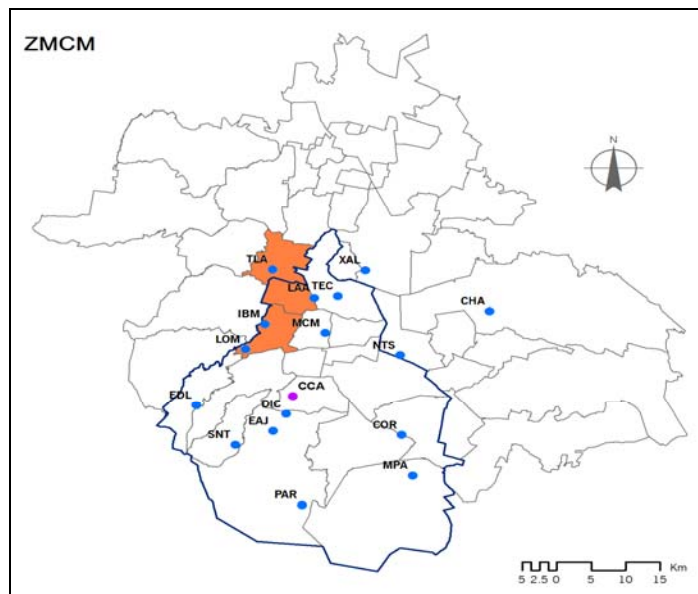 ZMCM
N
TLA
XAL
LAA TEC
CHA
IBM
MCM
LOM
NTS
CCA
EDL
DIC
EAJ
SNT
COR
MPA
PAR
Km
5 2.5 0 5 10 15